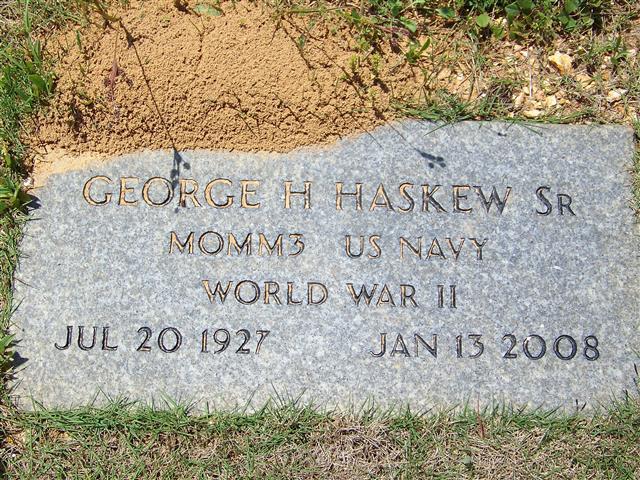 GEORGE H HASKEW SR
MOMM3 US NAVY
WORLD WAR II
JUL 20 1927 JAN 13 2008